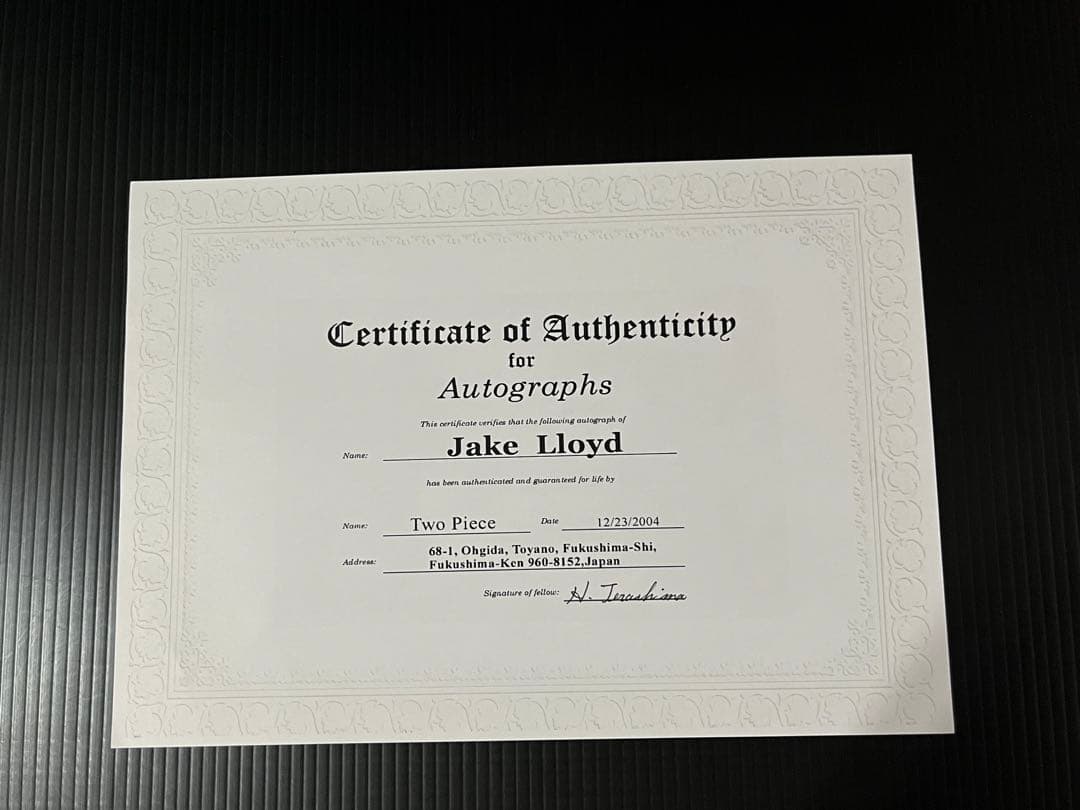 Certificate of Authenticity
for
Autographs
This certificate verifies that the following autograph of
Name: Jake Lloyd
has been authenticated and guaranteed for life by
Name: Two Piece Date 12/23/2004
Address: 68-1, Ohgida, Toyano, Fukushima-Shi,
Fukushima-Ken 960-8152,Japan
Signature of fellow: H. Terashima